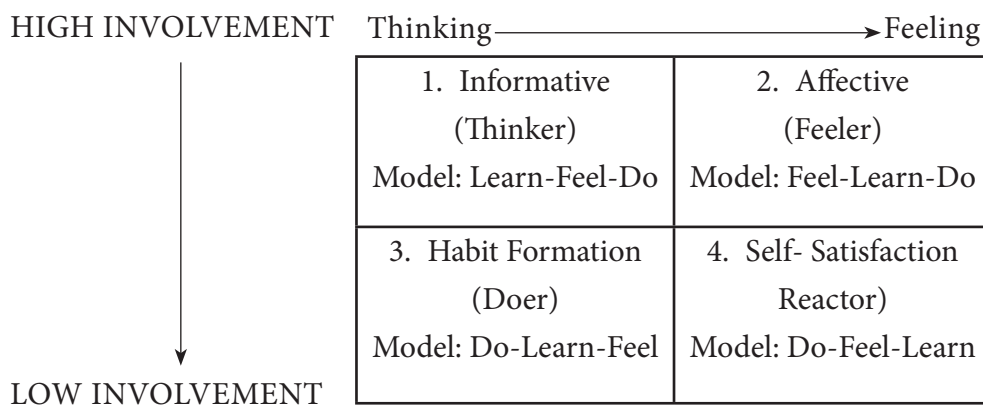 HIGH INVOLVEMENT Thinking Feeling
1. Informative
(Thinker)
Model: Learn-Feel-Do
2. Affective
(Feeler)
Model: Feel-Learn-Do
3. Habit Formation
(Doer)
Model: Do-Learn-Feel
4. Self- Satisfaction
Reactor)
Model: Do-Feel-Learn
LOW INVOLVEMENT